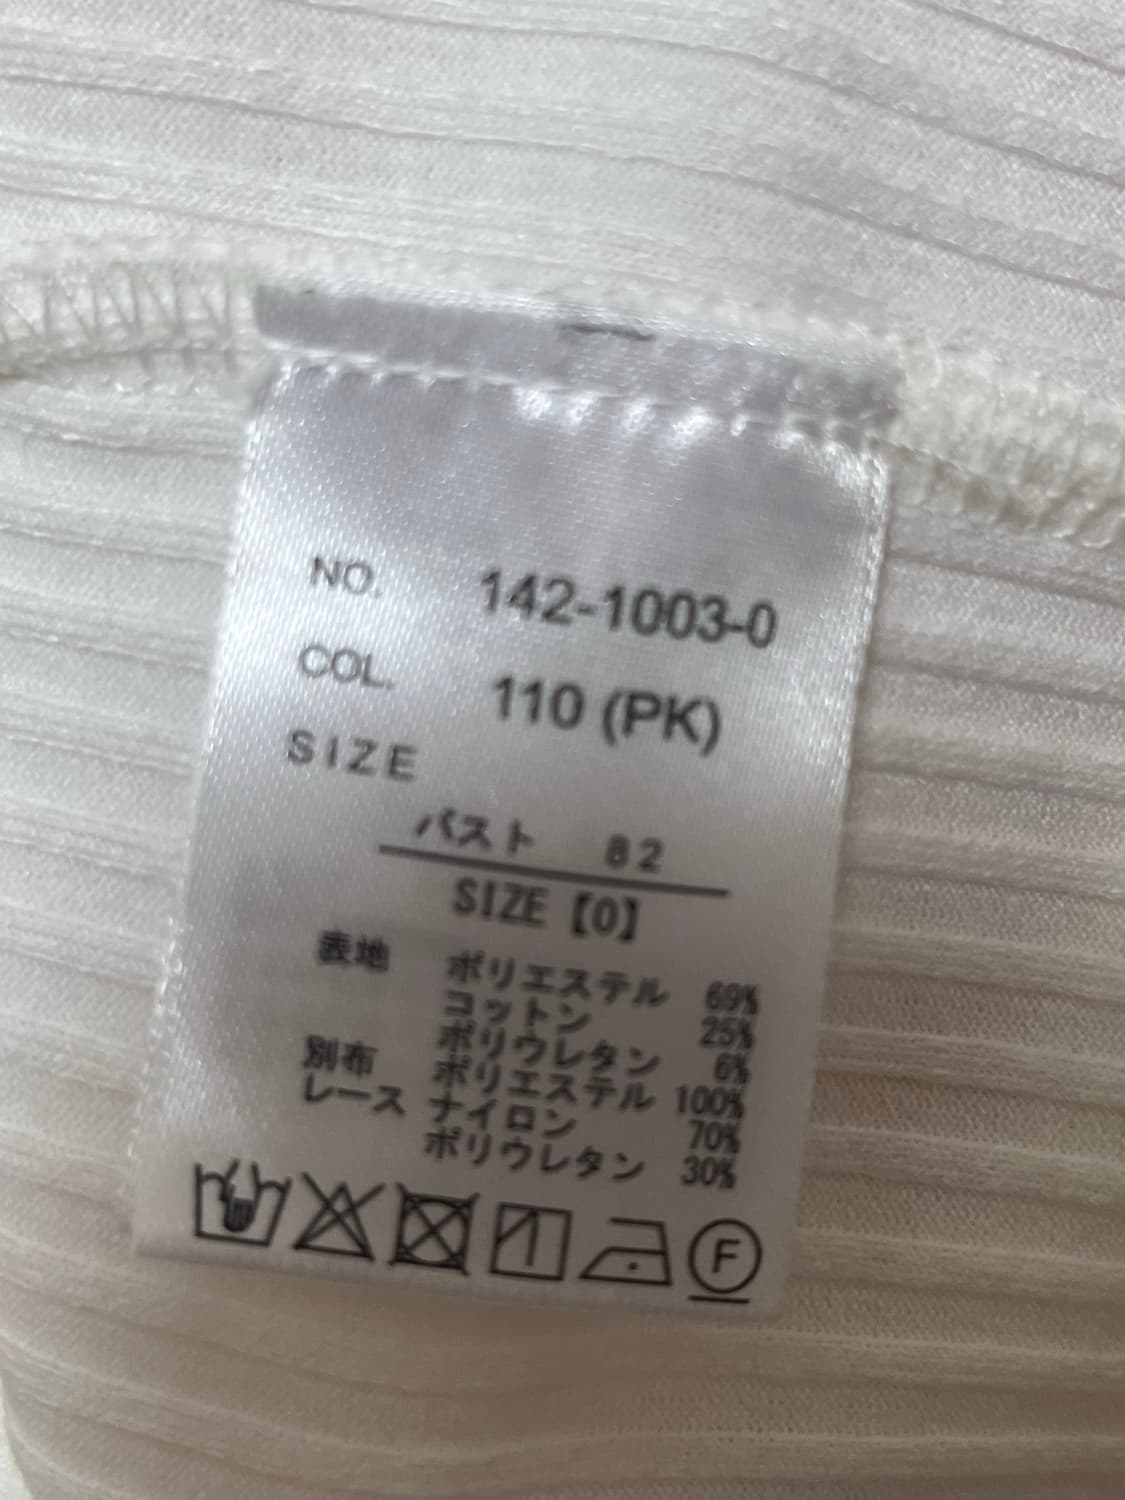 NO. 142-1003-0
COL. 110 (PK)
SIZE
バスト 82
SIZE【0】
表地 ポリエステル 69%
コットン 25%
ポリウレタン 6%
別布 ポリエステル 100%
レース ナイロン 70%
ポリウレタン 30%
F